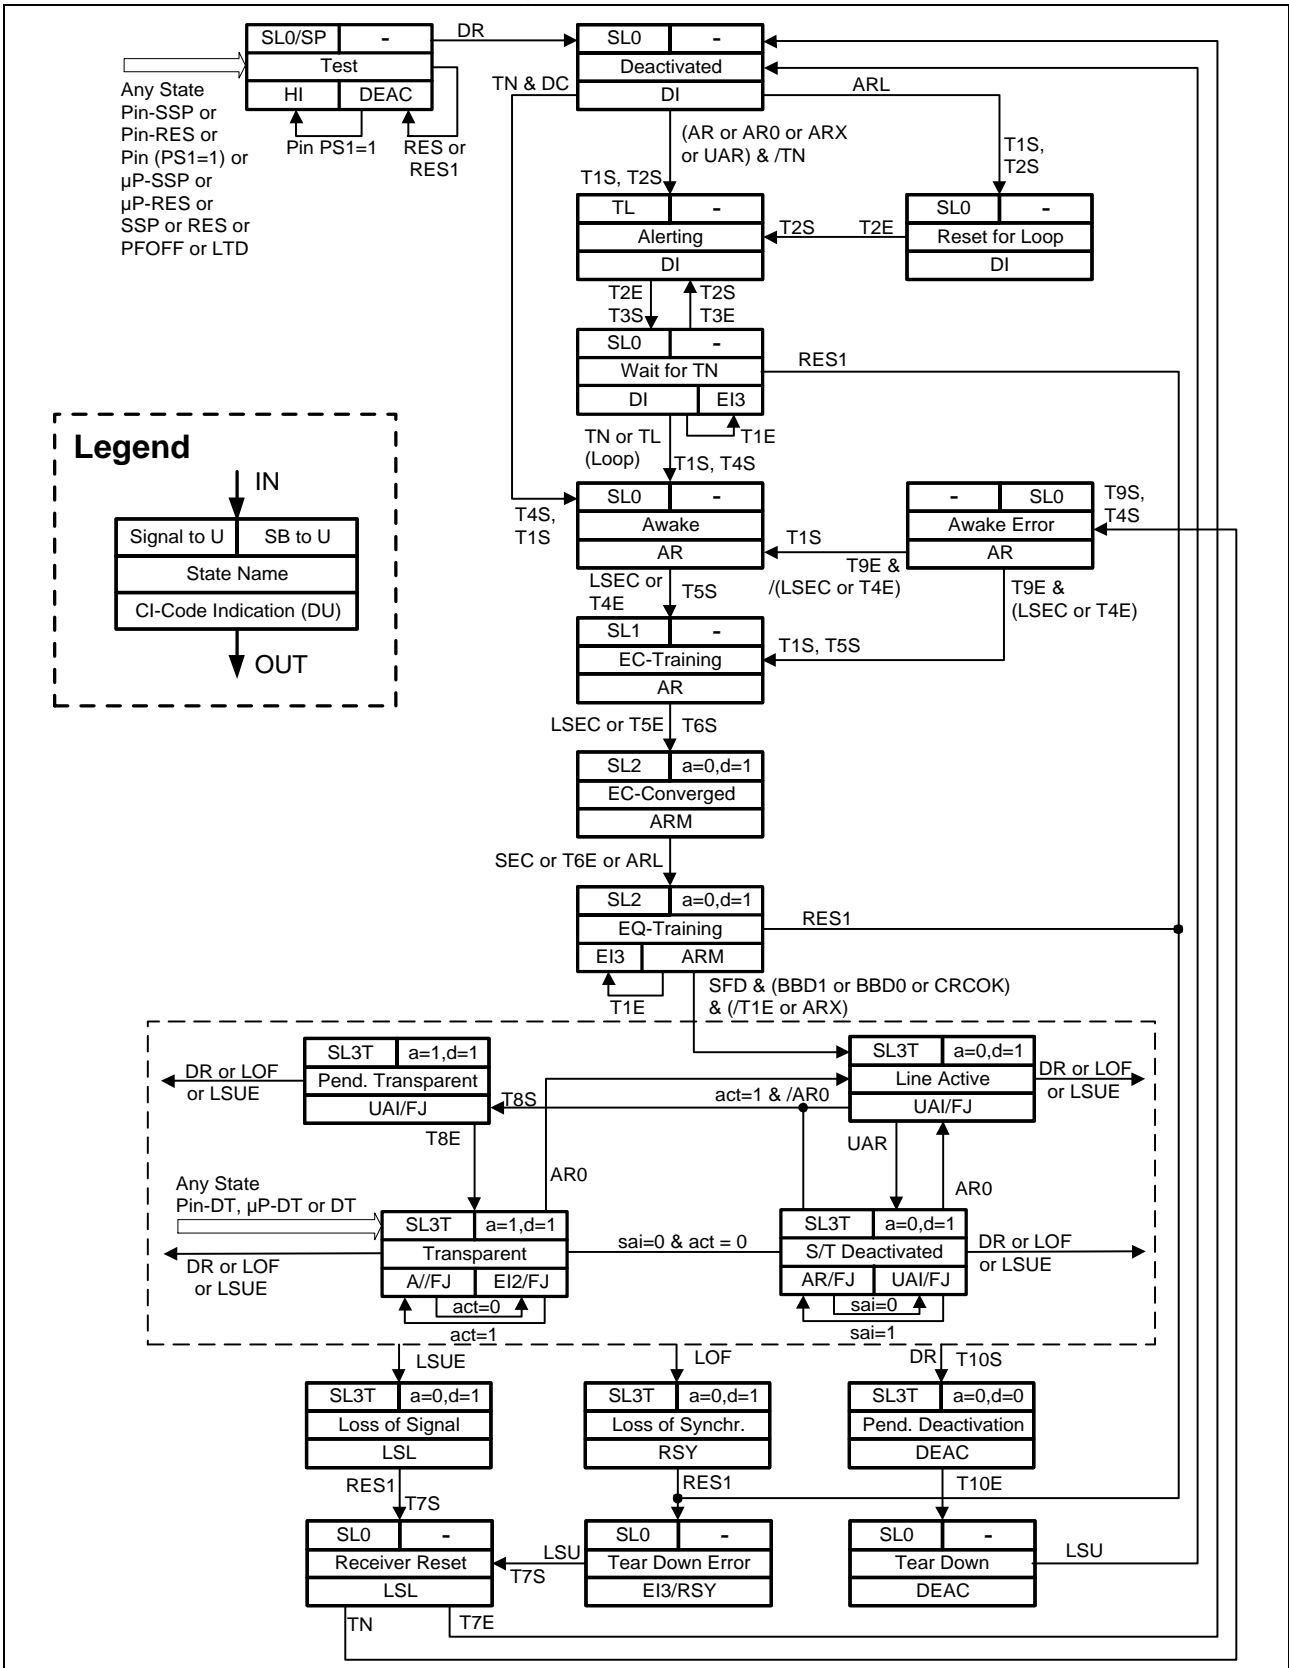 SL0/SP -
Test
HI DEAC
DR
Any State
Pin-SSP or
Pin-RES or
Pin (PS1=1) or
µP-SSP or
µP-RES or
SSP or RES or
PFOFF or LTD
Pin PS1=1
RES or
RES1
SL0 -
Deactivated
DI
TN & DC
ARL
(AR or AR0 or ARX
or UAR) & /TN
T1S, T2S
T1S,
T2S
TL -
Alerting
DI
T2S T2E
SL0 -
Reset for Loop
DI
T2E
T3S
T2S
T3E
SL0 -
Wait for TN
DI EI3
RES1
T1E
TN or TL
(Loop)
T1S, T4S
T4S,
T1S
SL0 -
Awake
AR
- SL0
Awake Error
AR
T9S,
T4S
T1S
T9E &
/(LSEC or T4E)
T9E &
(LSEC or T4E)
LSEC or
T4E
T5S
SL1 -
EC-Training
AR
T1S, T5S
LSEC or T5E T6S
SL2 a=0,d=1
EC-Converged
ARM
SEC or T6E or ARL
SL2 a=0,d=1
EQ-Training
EI3 ARM
RES1
T1E
SFD & (BBD1 or BBD0 or CRCOK)
& (/T1E or ARX)
Legend
IN
Signal to U SB to U
State Name
CI-Code Indication (DU)
OUT
SL3T a=1,d=1
Pend. Transparent
UAI/FJ
DR or LOF
or LSUE
SL3T a=0,d=1
Line Active
UAI/FJ
DR or LOF
or LSUE
T8S
act=1 & /AR0
T8E
UAR
AR0
AR0
Any State
Pin-DT, µP-DT or DT
SL3T a=1,d=1
Transparent
A//FJ EI2/FJ
act=0
act=1
DR or LOF
or LSUE
sai=0 & act = 0
SL3T a=0,d=1
S/T Deactivated
AR/FJ UAI/FJ
sai=0
sai=1
DR or LOF
or LSUE
LSUE
LOF
DR T10S
SL3T a=0,d=1
Loss of Signal
LSL
SL3T a=0,d=1
Loss of Synchr.
RSY
SL3T a=0,d=0
Pend. Deactivation
DEAC
RES1
T7S
RES1
T10E
SL0 -
Receiver Reset
LSL
LSU
T7S
SL0 -
Tear Down Error
EI3/RSY
SL0 -
Tear Down
DEAC
LSU
TN
T7E